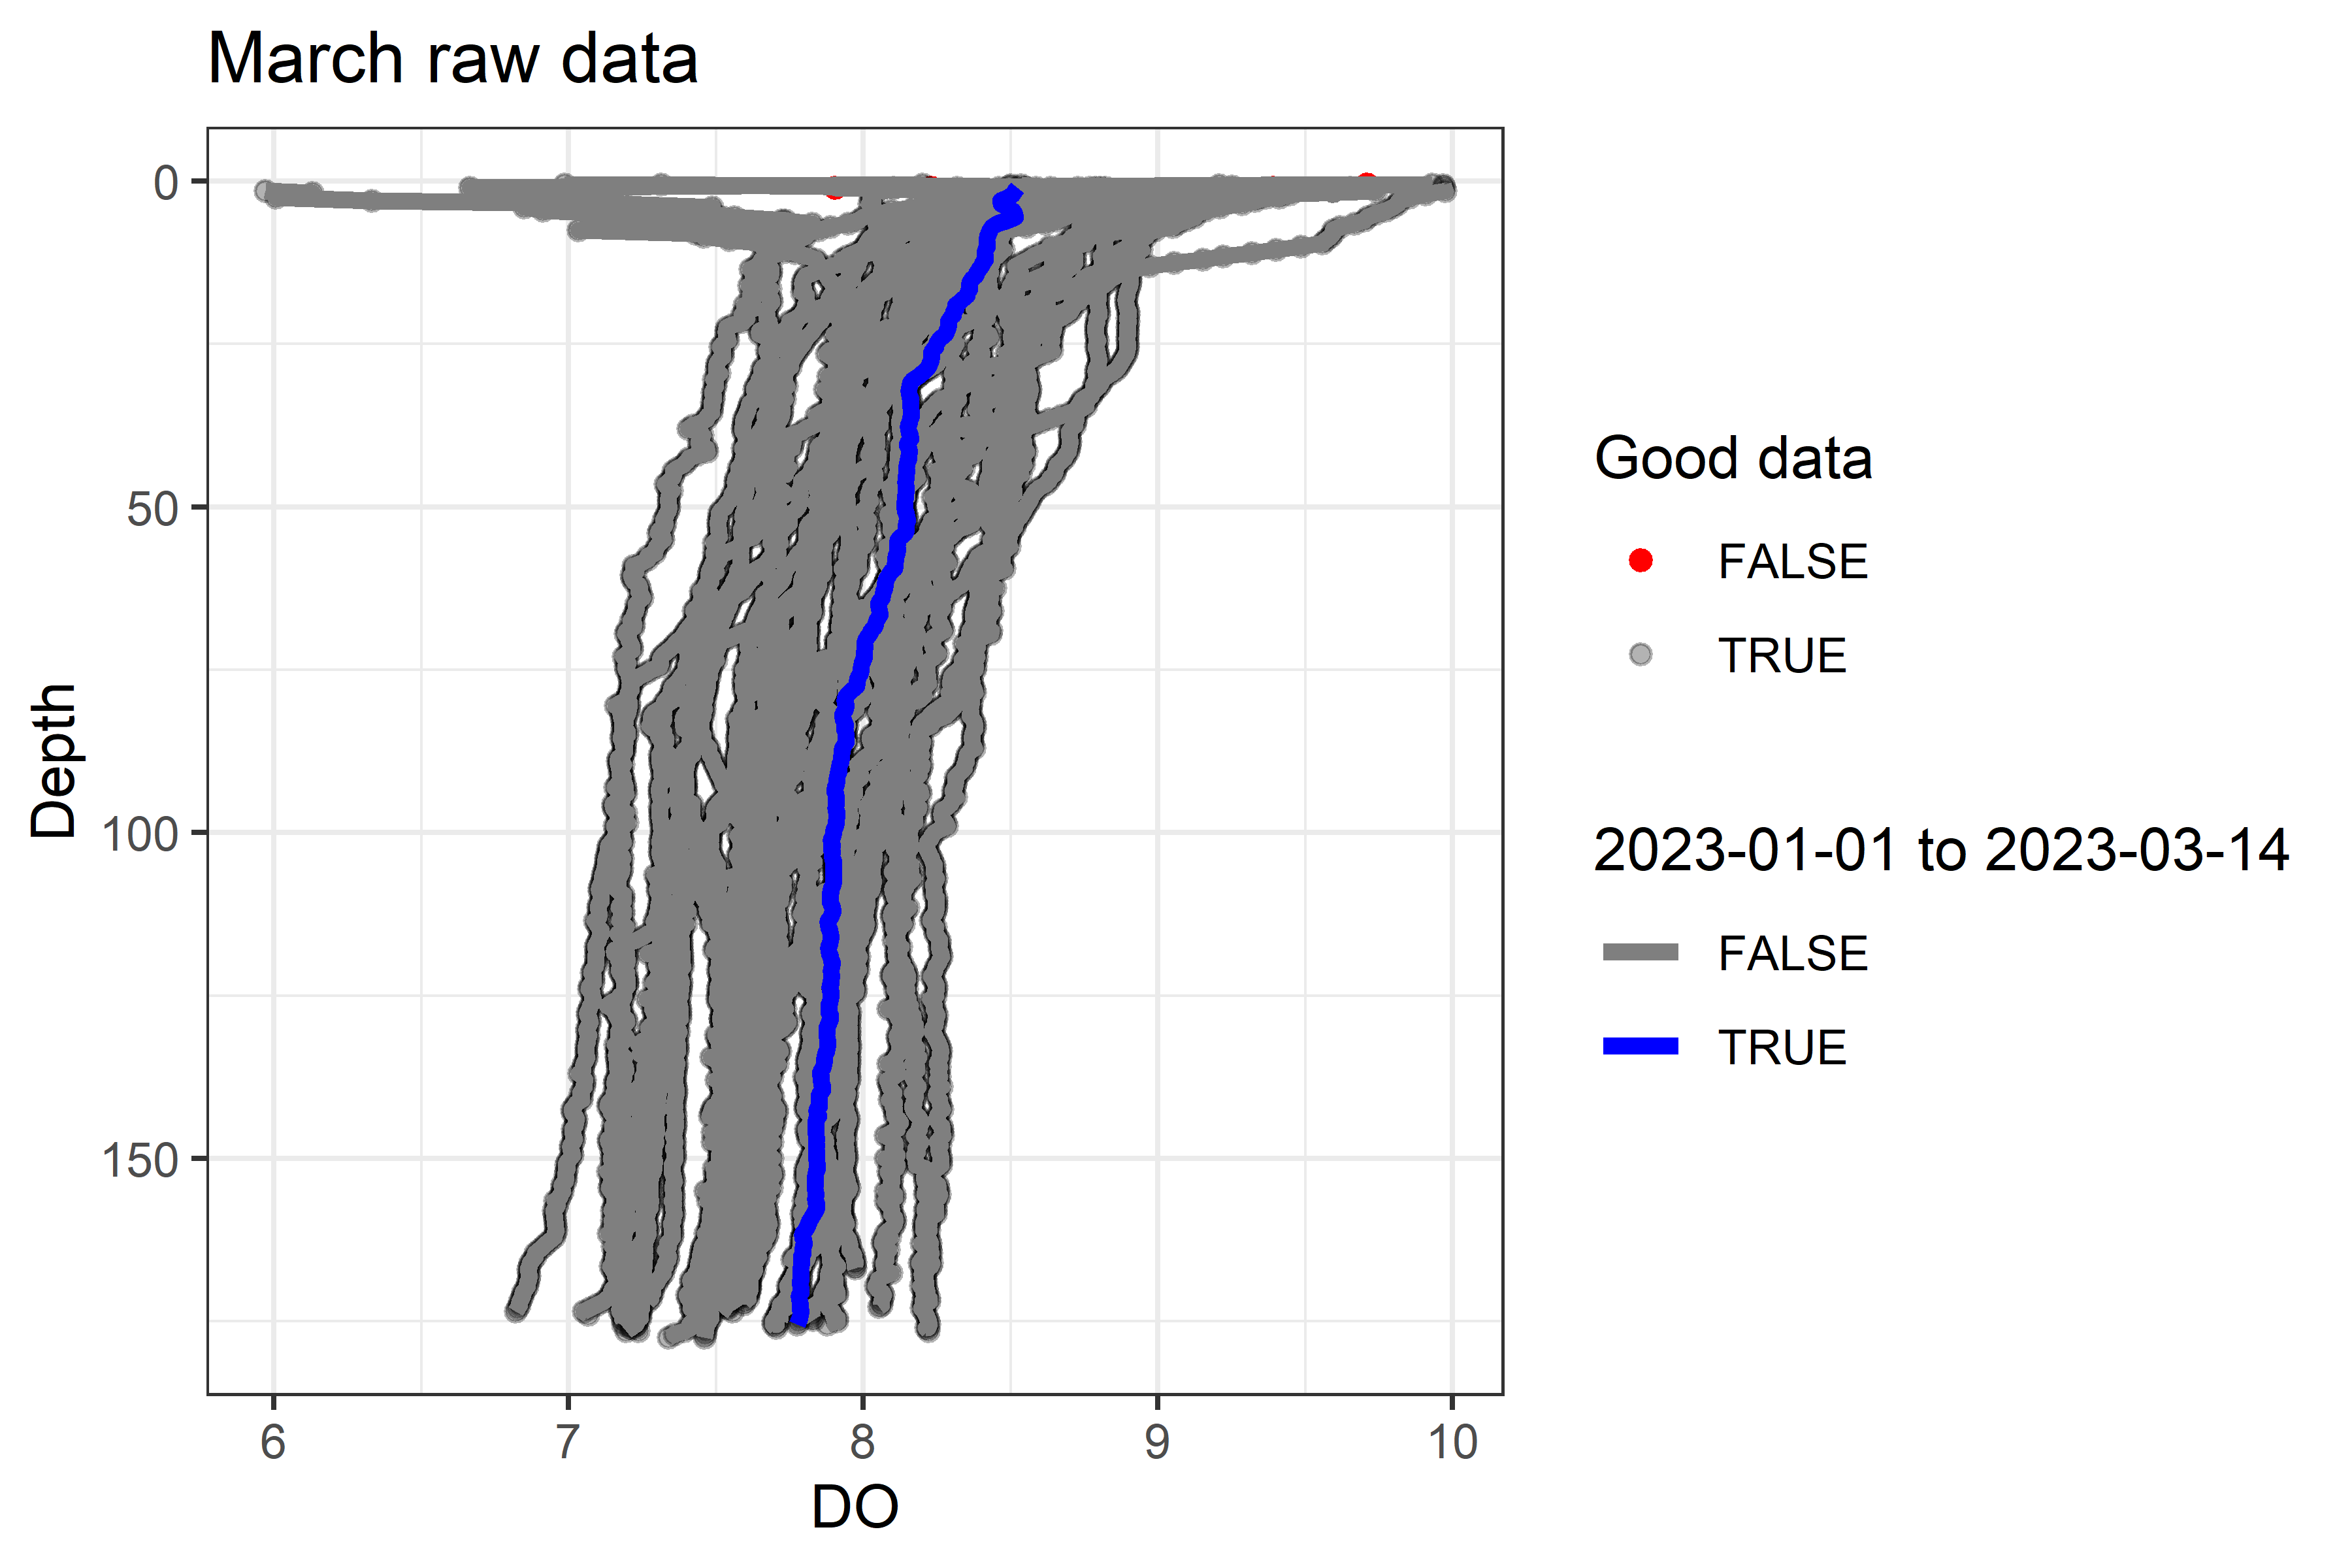 March raw data
0
50
100
150
Depth
6 7 8 9 10
DO
Good data
FALSE
TRUE
2023-01-01 to 2023-03-14
FALSE
TRUE